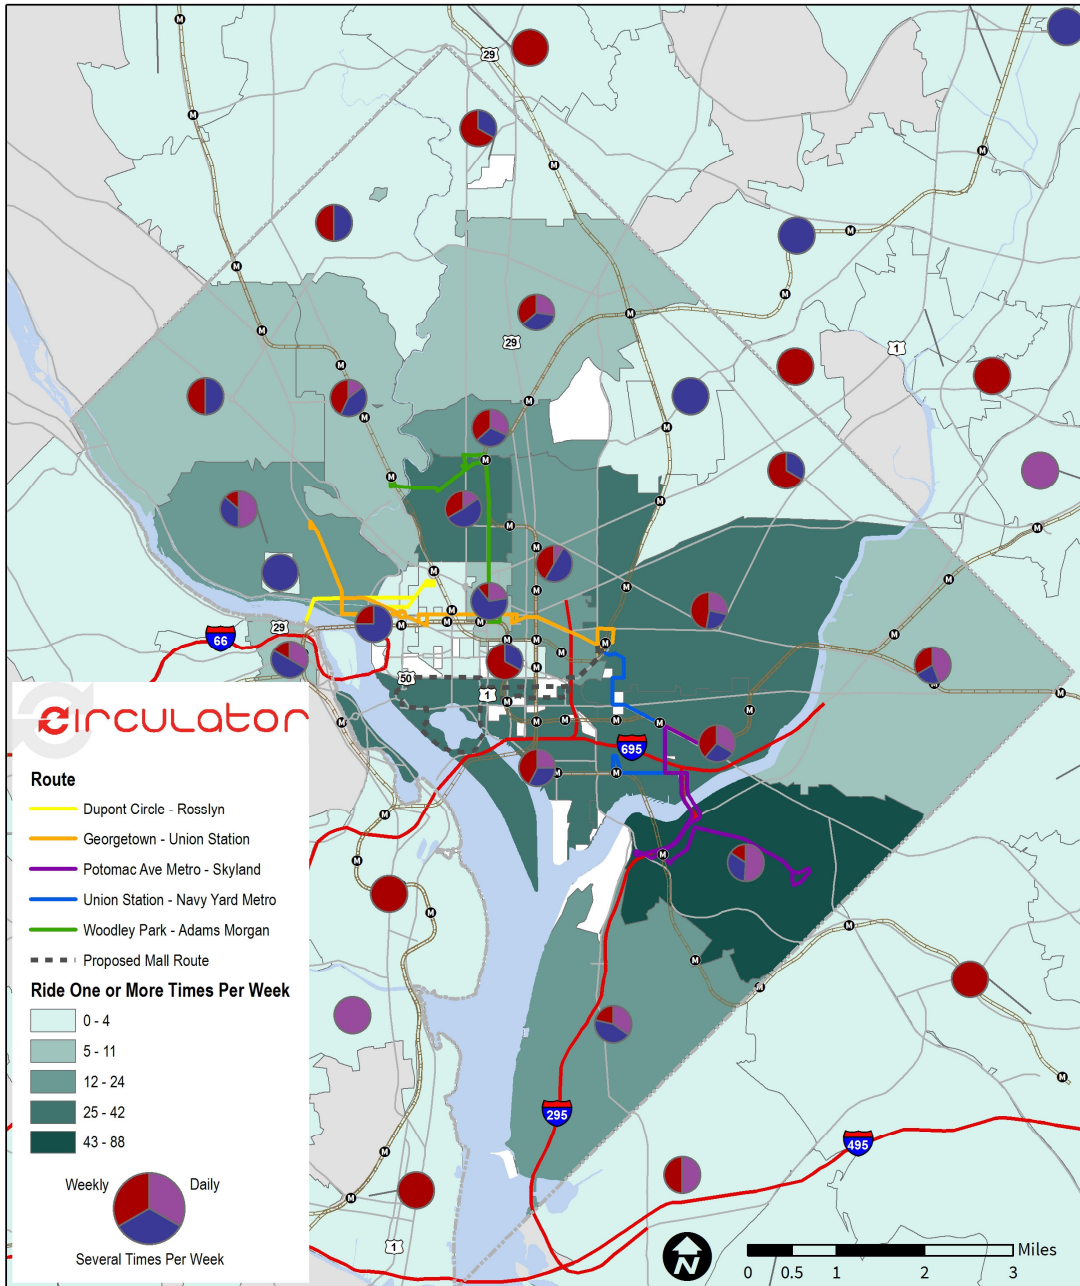 29
M
29
1
29
66
50
1
695
295
495
1
CIrculator
Route
Dupont Circle - Rosslyn
Georgetown - Union Station
Potomac Ave Metro - Skyland
Union Station - Navy Yard Metro
Woodley Park - Adams Morgan
Proposed Mall Route
Ride One or More Times Per Week
0 - 4
5 - 11
12 - 24
25 - 42
43 - 88
Weekly
Daily
Several Times Per Week
N
Miles
0 0.5 1 2 3